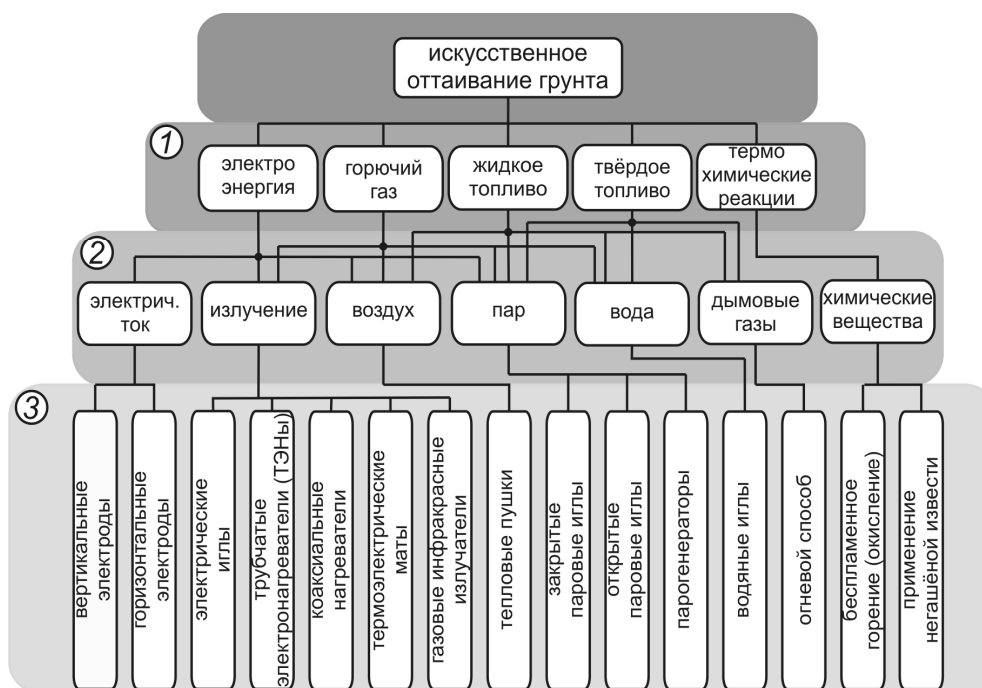 искусственное
оттаивание грунта
1
электро
энергия
горючий
газ
жидкое
топливо
твёрдое
топливо
термо
химические
реакции
2
электрич.
ток
излучение
воздух
пар
вода
дымовые
газы
химические
вещества
3
вертикальные
электроды
горизонтальные
электроды
электрические
иглы
трубчатые
электронагреватели (ТЭНы)
коаксиальные
нагреватели
термоэлектрические
маты
газовые инфракрасные
излучатели
тепловые пушки
закрытые
паровые иглы
открытые
паровые иглы
парогенераторы
водяные иглы
огневой способ
беспламенное
горение (окисление)
применение
негашёной извести